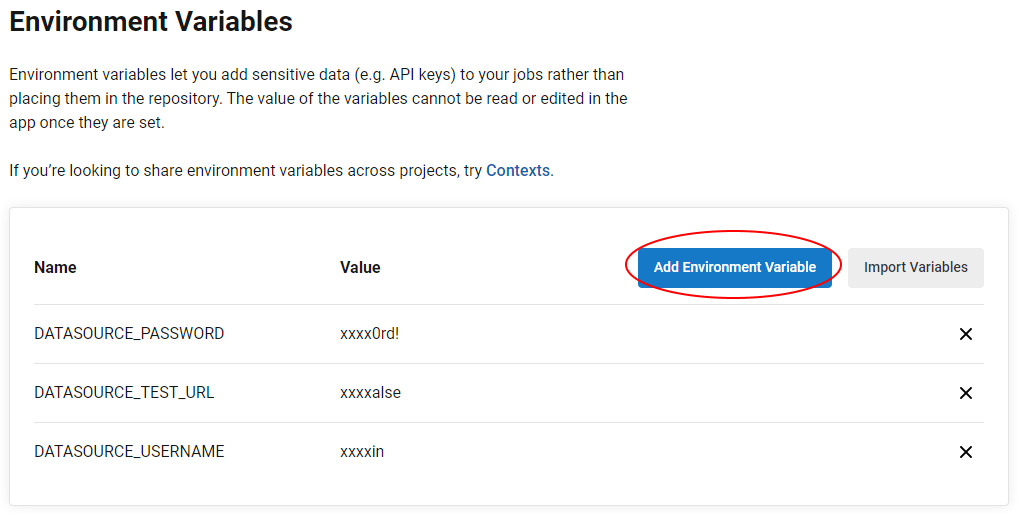 Environment Variables
Environment variables let you add sensitive data (e.g. API keys) to your jobs rather than
placing them in the repository. The value of the variables cannot be read or edited in the
app once they are set.
If you’re looking to share environment variables across projects, try Contexts.
Name Value Add Environment Variable Import Variables
DATASOURCE_PASSWORD xxxx0rd!
DATASOURCE_TEST_URL xxxxalse
DATASOURCE_USERNAME xxxxin